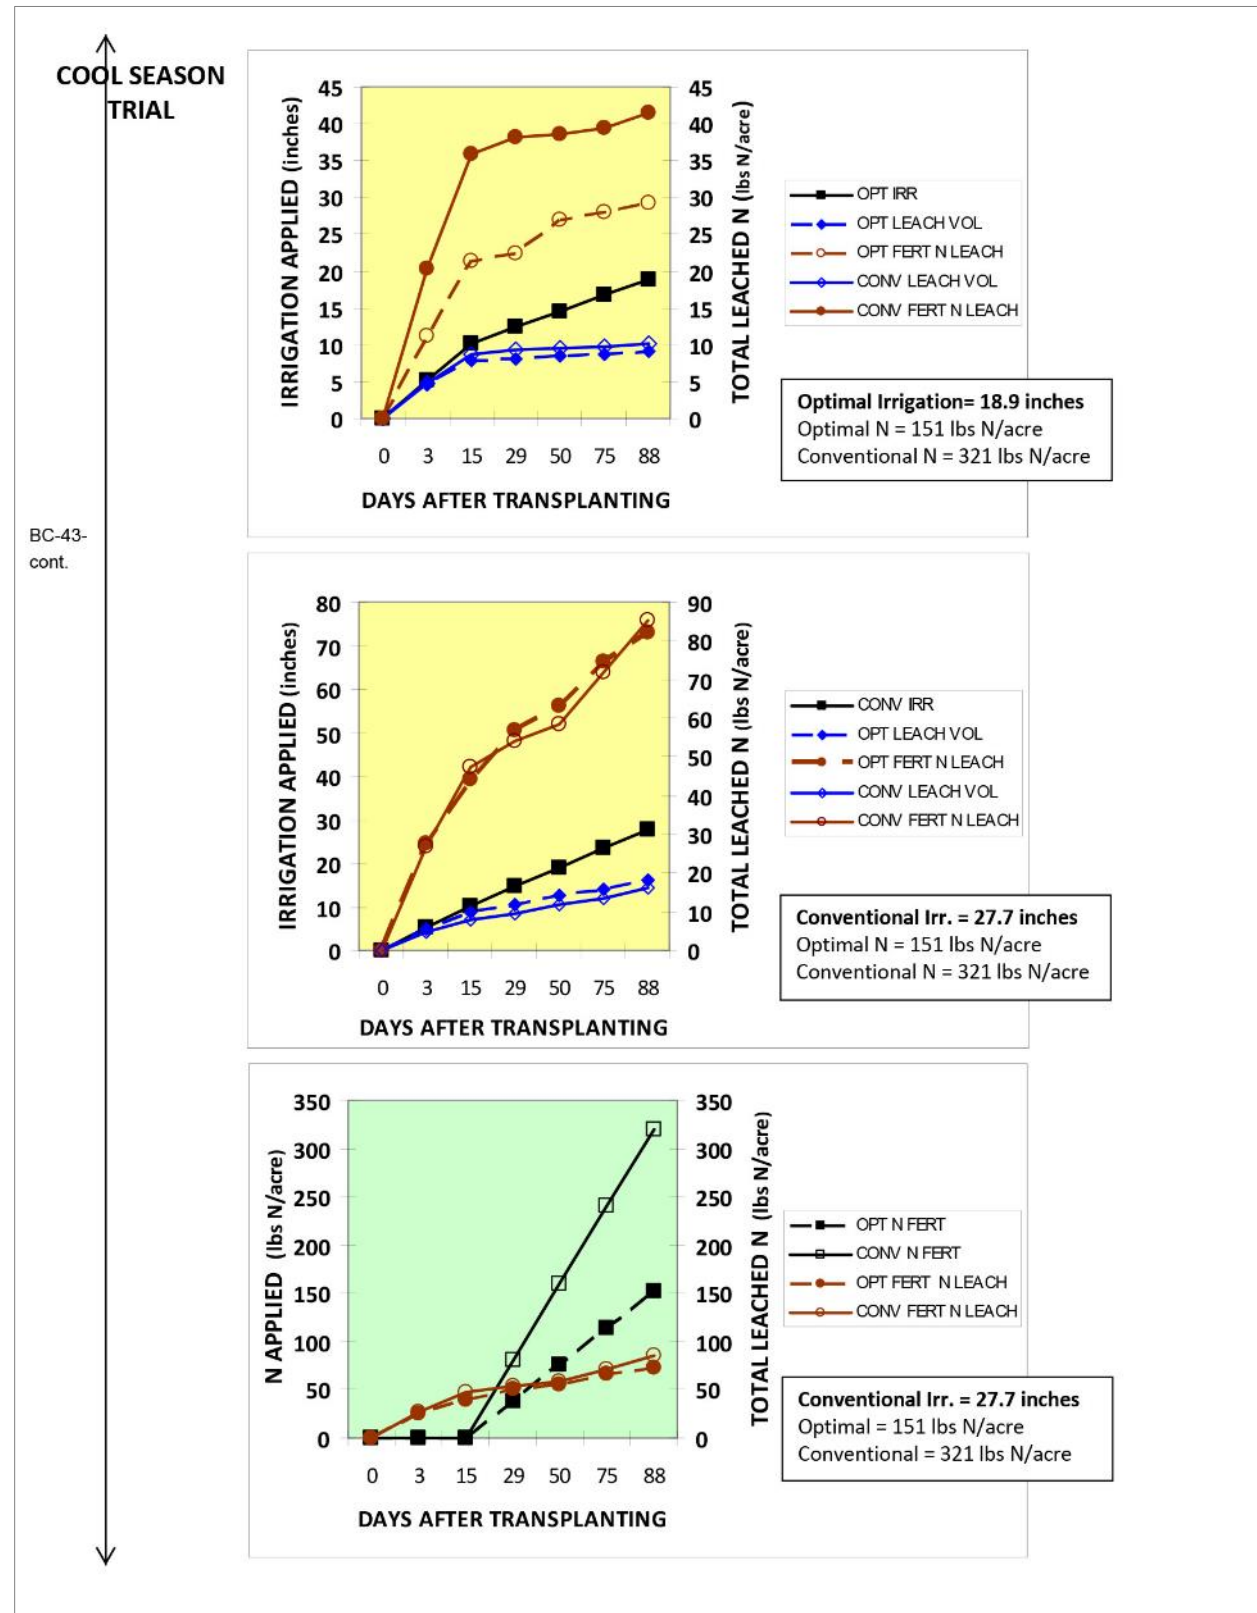 COOL SEASON
TRIAL
BC-43-
cont.
IRRIGATION APPLIED (inches)
45
40
35
30
25
20
15
10
5
0
45
40
35
30
25
20
15
10
5
0
TOTAL LEACHED N (lbs N/acre)
0 3 15 29 50 75 88
DAYS AFTER TRANSPLANTING
OPT IRR
OPT LEACH VOL
OPT FERT N LEACH
CONV LEACH VOL
CONV FERT N LEACH
Optimal Irrigation= 18.9 inches
Optimal N = 151 lbs N/acre
Conventional N = 321 lbs N/acre
IRRIGATION APPLIED (inches)
80
70
60
50
40
30
20
10
0
90
80
70
60
50
40
30
20
10
0
TOTAL LEACHED N (lbs N/acre)
0 3 15 29 50 75 88
DAYS AFTER TRANSPLANTING
CONV IRR
OPT LEACH VOL
OPT FERT N LEACH
CONV LEACH VOL
CONV FERT N LEACH
Conventional Irr. = 27.7 inches
Optimal N = 151 lbs N/acre
Conventional N = 321 lbs N/acre
N APPLIED (lbs N/acre)
350
300
250
200
150
100
50
0
350
300
250
200
150
100
50
0
TOTAL LEACHED N (lbs N/acre)
0 3 15 29 50 75 88
DAYS AFTER TRANSPLANTING
OPT N FERT
CONV N FERT
OPT FERT N LEACH
CONV FERT N LEACH
Conventional Irr. = 27.7 inches
Optimal = 151 lbs N/acre
Conventional = 321 lbs N/acre